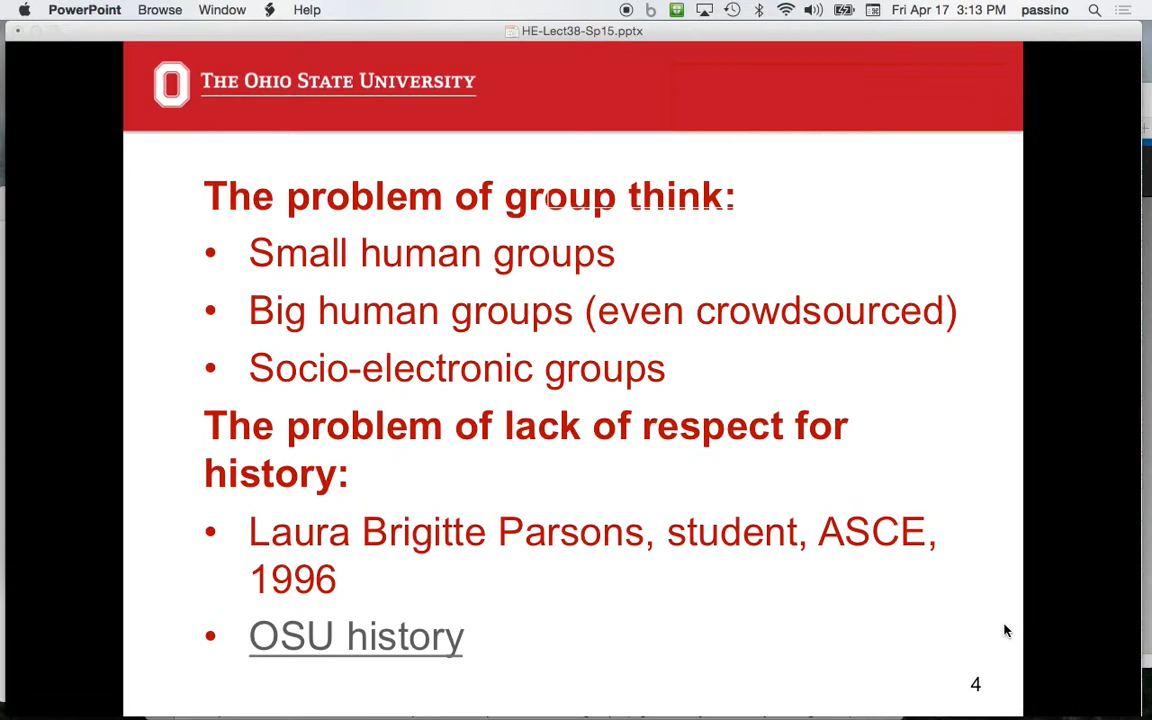 PowerPoint Browse Window Help Fri Apr 17 3:13 PM passino
HE-Lect38-Sp15.pptx
THE OHIO STATE UNIVERSITY
The problem of group think:
• Small human groups
• Big human groups (even crowdsourced)
• Socio-electronic groups
The problem of lack of respect for
history:
• Laura Brigitte Parsons, student, ASCE,
1996
• OSU history
4